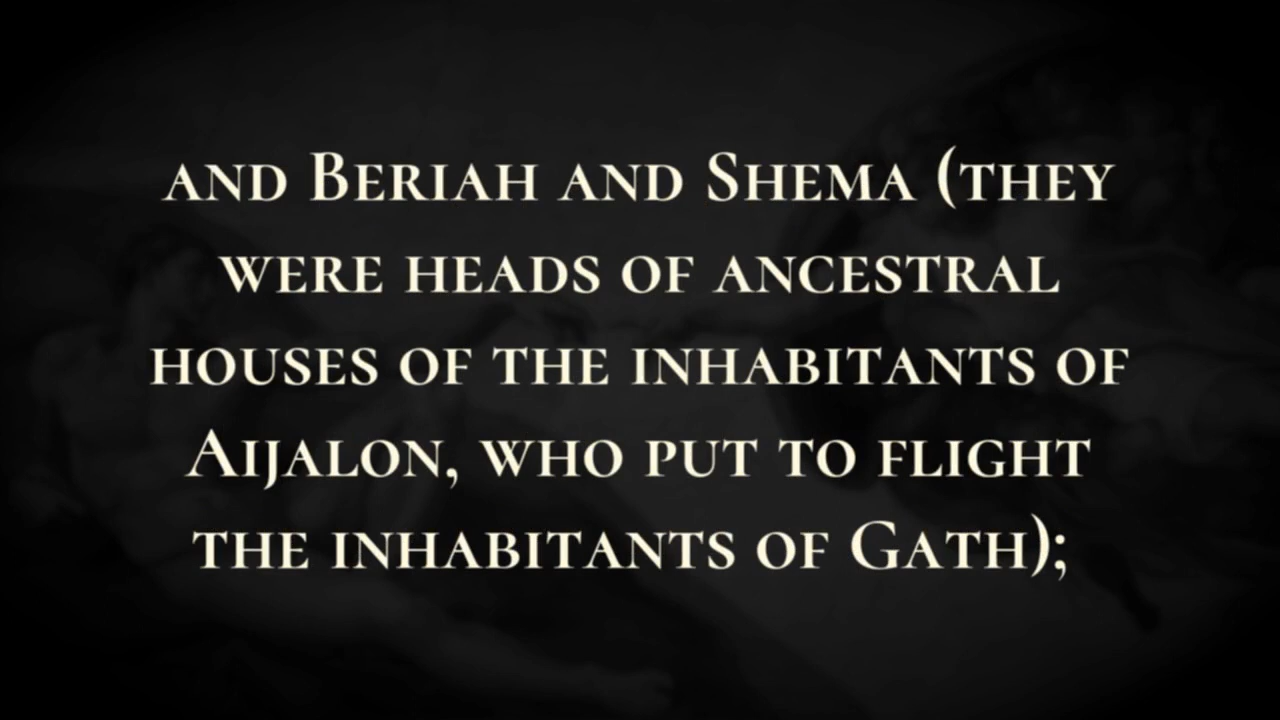 and Beriah and Shema (they
were heads of ancestral
houses of the inhabitants of
Aijalon, who put to flight
the inhabitants of Gath);